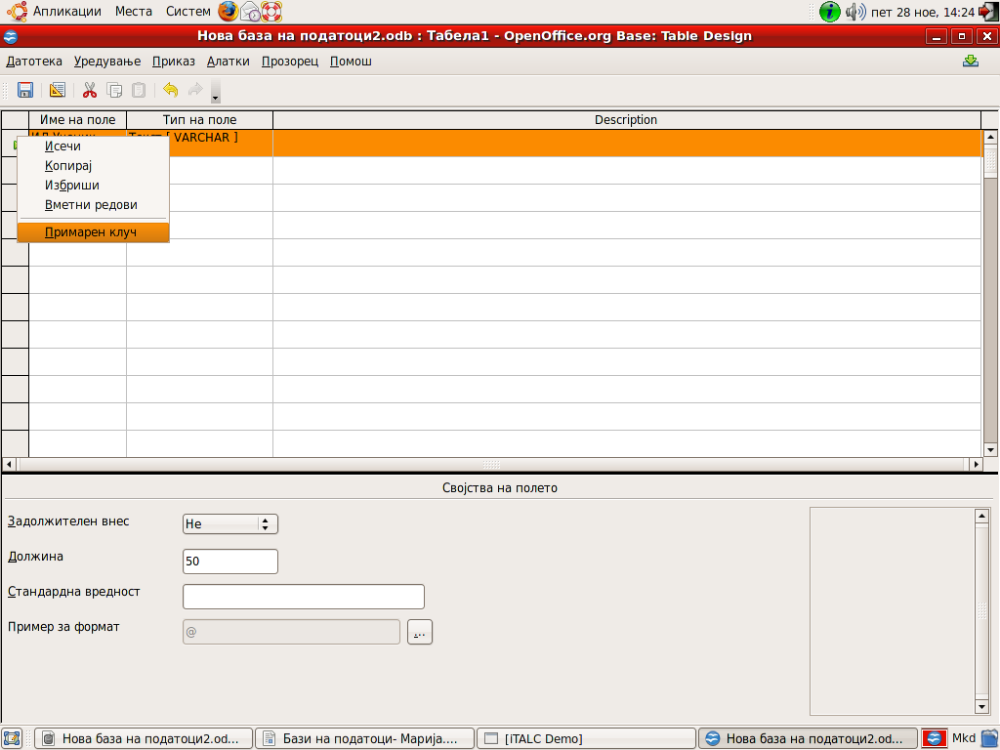 Апликации Места Систем пет 28 ное, 14:24
Нова база на податоци2.odb : Табела1 - OpenOffice.org Base: Table Design
Датотека Уредување Приказ Алатки Прозорец Помош
Име на поле Тип на поле Description
[ VARCHAR ]
Исечи
Копирај
Избриши
Вметни редови
Примарен клуч
Својства на полето
Задолжителен внес Не
Должина 50
Стандардна вредност
Пример за формат @ ...
Нова база на податоци2.od... Бази на податоци- Марија.... [iTALC Demo] Нова база на податоци2.od... Mkd